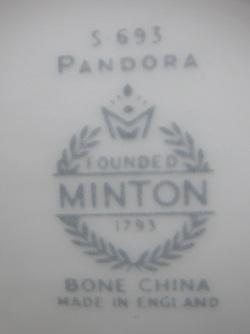 S 693
PANDORA
FOUNDED
MINTON
1793
BONE CHINA
MADE IN ENGLAND